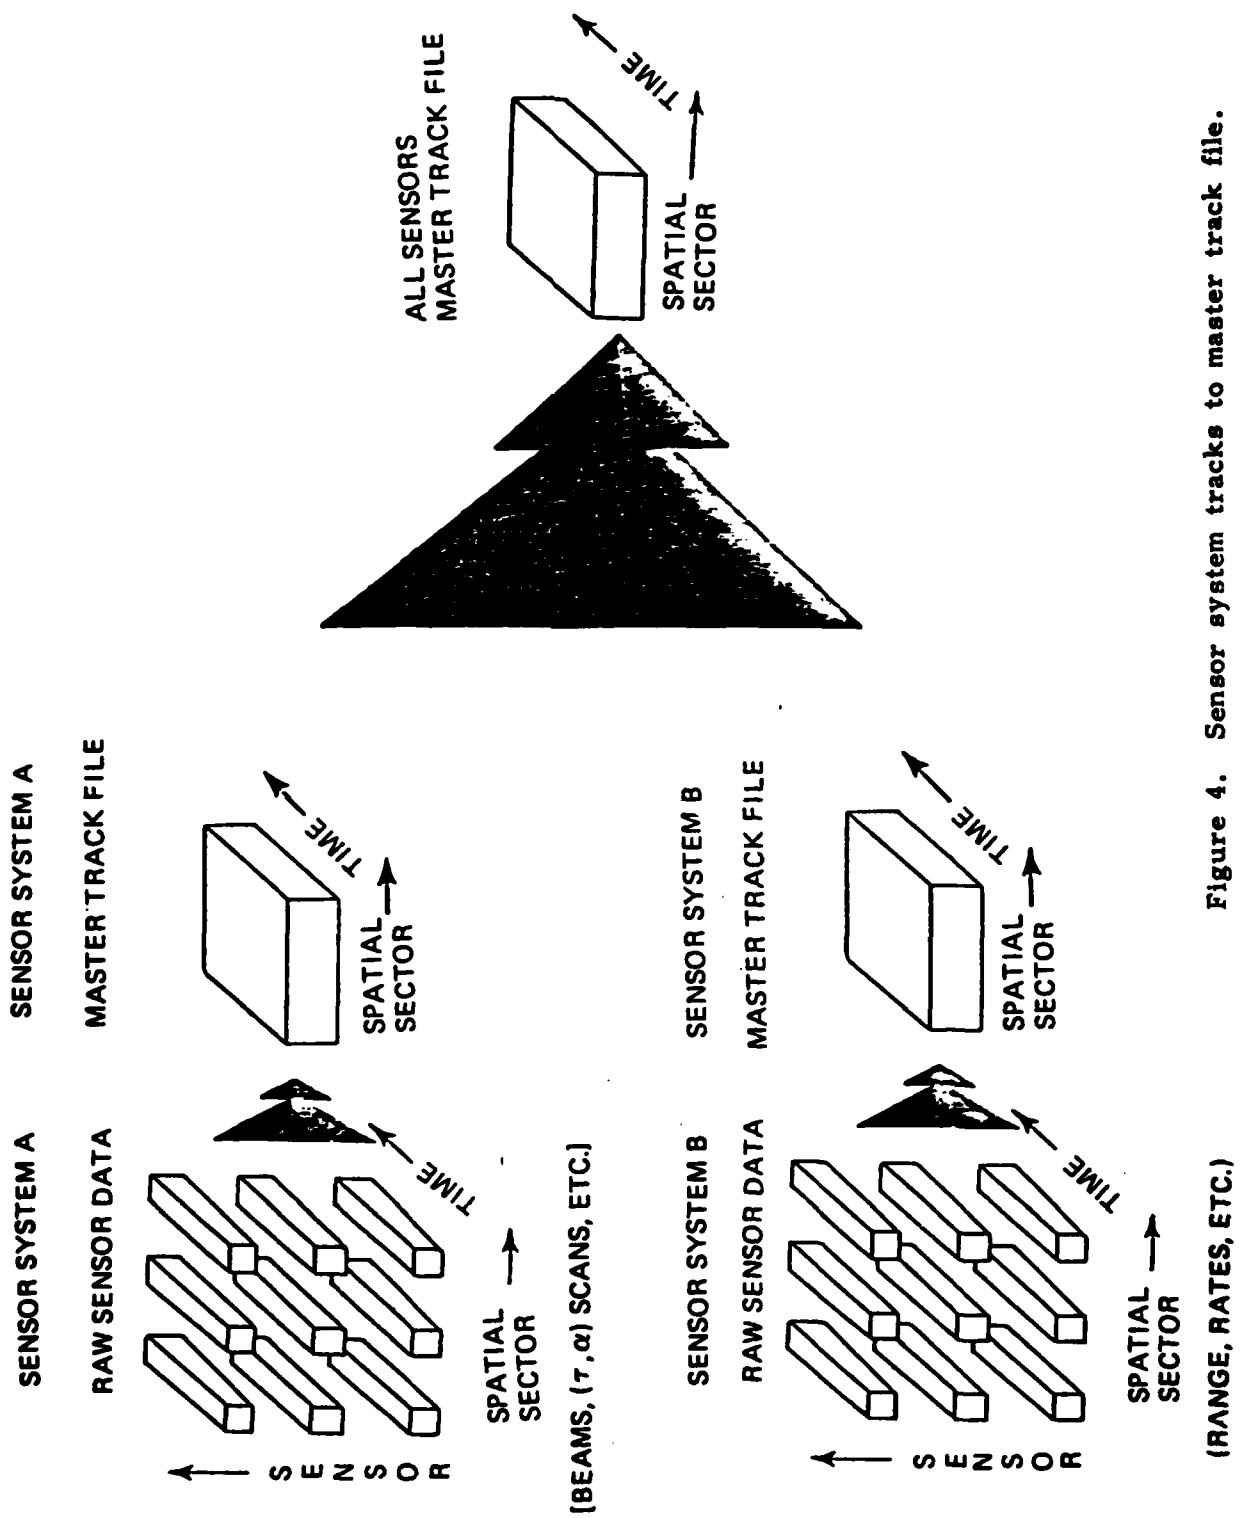 SENSOR SYSTEM A
RAW SENSOR DATA
SENSOR
TIME
SPATIAL
SECTOR
[BEAMS, (τ, α) SCANS, ETC.]
SENSOR SYSTEM A
MASTER TRACK FILE
TIME
SPATIAL
SECTOR
SENSOR SYSTEM B
RAW SENSOR DATA
SENSOR
TIME
SPATIAL
SECTOR
(RANGE, RATES, ETC.)
SENSOR SYSTEM B
MASTER TRACK FILE
TIME
SPATIAL
SECTOR
ALL SENSORS
MASTER TRACK FILE
TIME
SPATIAL
SECTOR
Figure 4. Sensor system tracks to master track file.